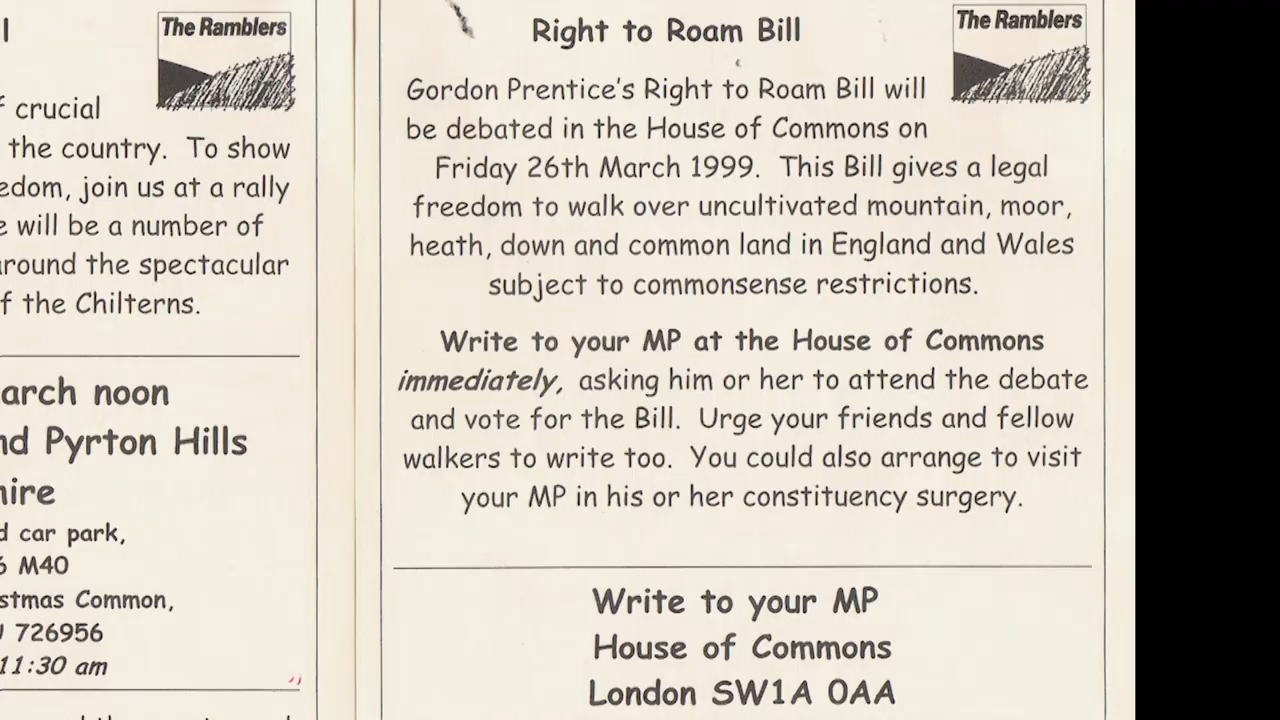 The Ramblers
crucial
the country. To show
join us at a rally
will be a number of
the spectacular
the Chilterns.
noon
Pyrton Hills
car park,
M40
Common,
726956
11:30 am
Right to Roam Bill
The Ramblers
Gordon Prentice's Right to Roam Bill will
be debated in the House of Commons on
Friday 26th March 1999. This Bill gives a legal
freedom to walk over uncultivated mountain, moor,
heath, down and common land in England and Wales
subject to commonsense restrictions.
Write to your MP at the House of Commons
immediately, asking him or her to attend the debate
and vote for the Bill. Urge your friends and fellow
walkers to write too. You could also arrange to visit
your MP in his or her constituency surgery.
Write to your MP
House of Commons
London SW1A 0AA